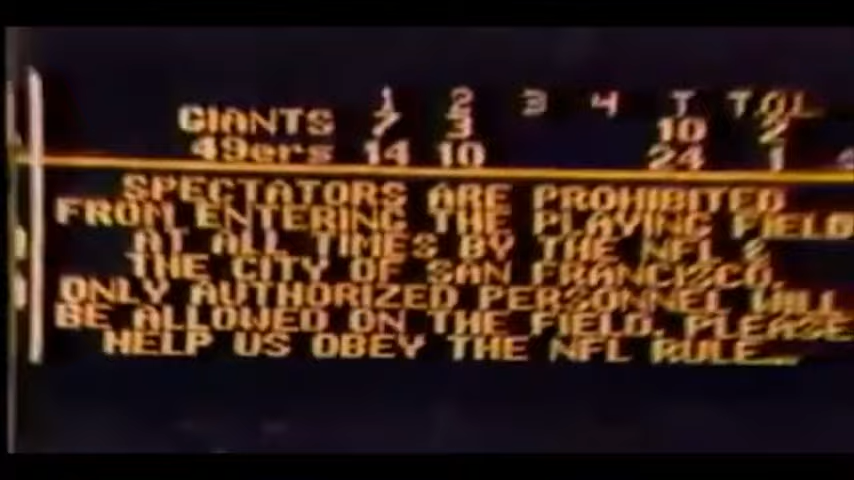 1 2 3 4 T T.O.L.
GIANTS 7 3 10 2
49ers 14 10 24 1
SPECTATORS ARE PROHIBITED
FROM ENTERING THE PLAYING FIELD
AT ALL TIMES BY THE NFL &
THE CITY OF SAN FRANCISCO.
ONLY AUTHORIZED PERSONNEL WILL
BE ALLOWED ON THE FIELD. PLEASE
HELP US OBEY THE NFL RULE...